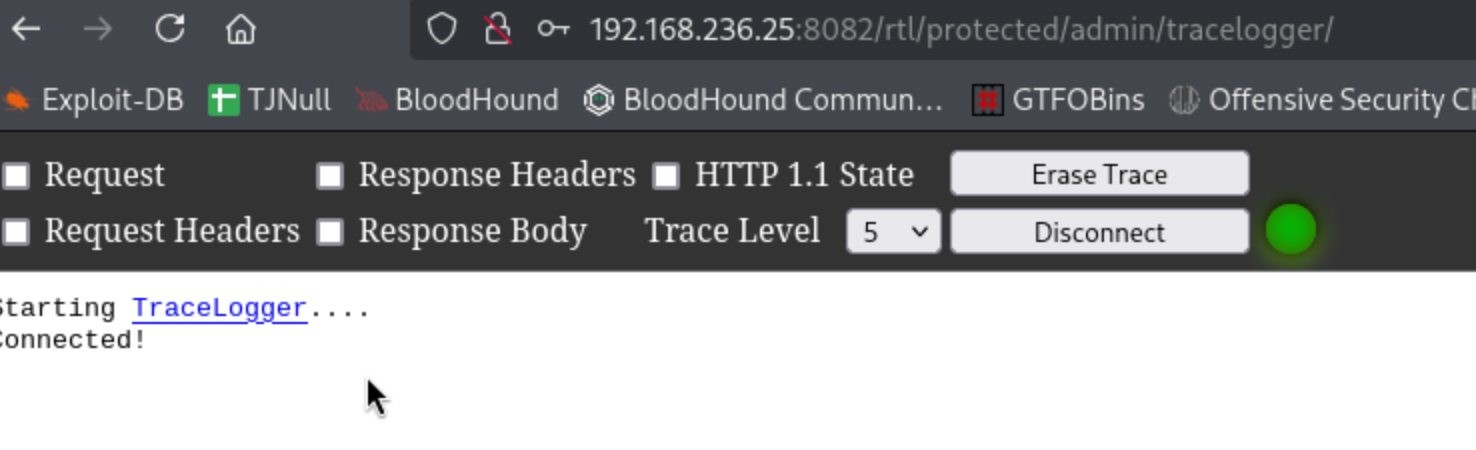 192.168.236.25:8082/rtl/protected/admin/tracelogger/
Exploit-DB TJNull BloodHound BloodHound Commun... GTFOBins Offensive Security
Request Response Headers HTTP 1.1 State Erase Trace
Request Headers Response Body Trace Level 5 Disconnect
Starting TraceLogger....
Connected!